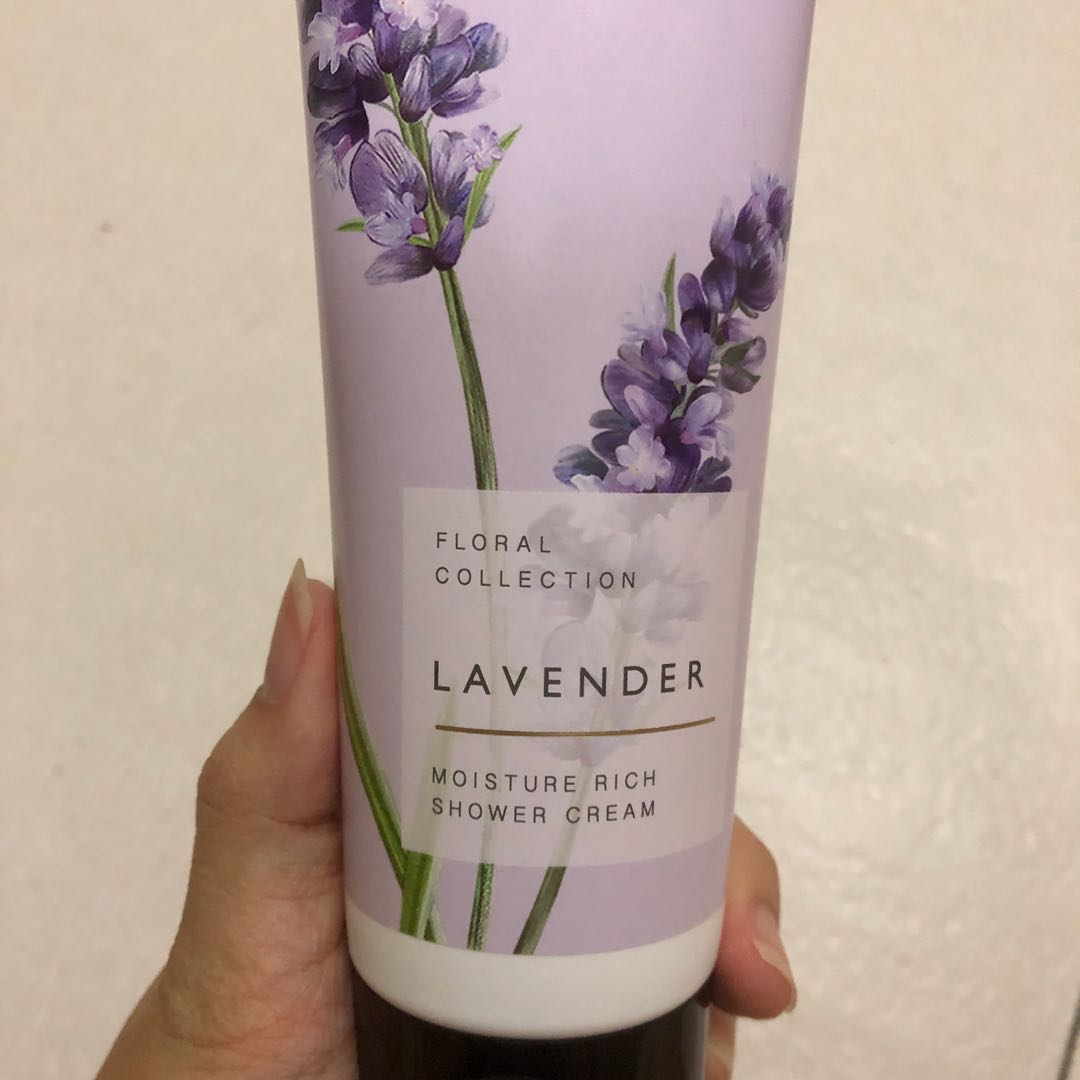 FLORAL
COLLECTION
LAVENDER
MOISTURE RICH
SHOWER CREAM